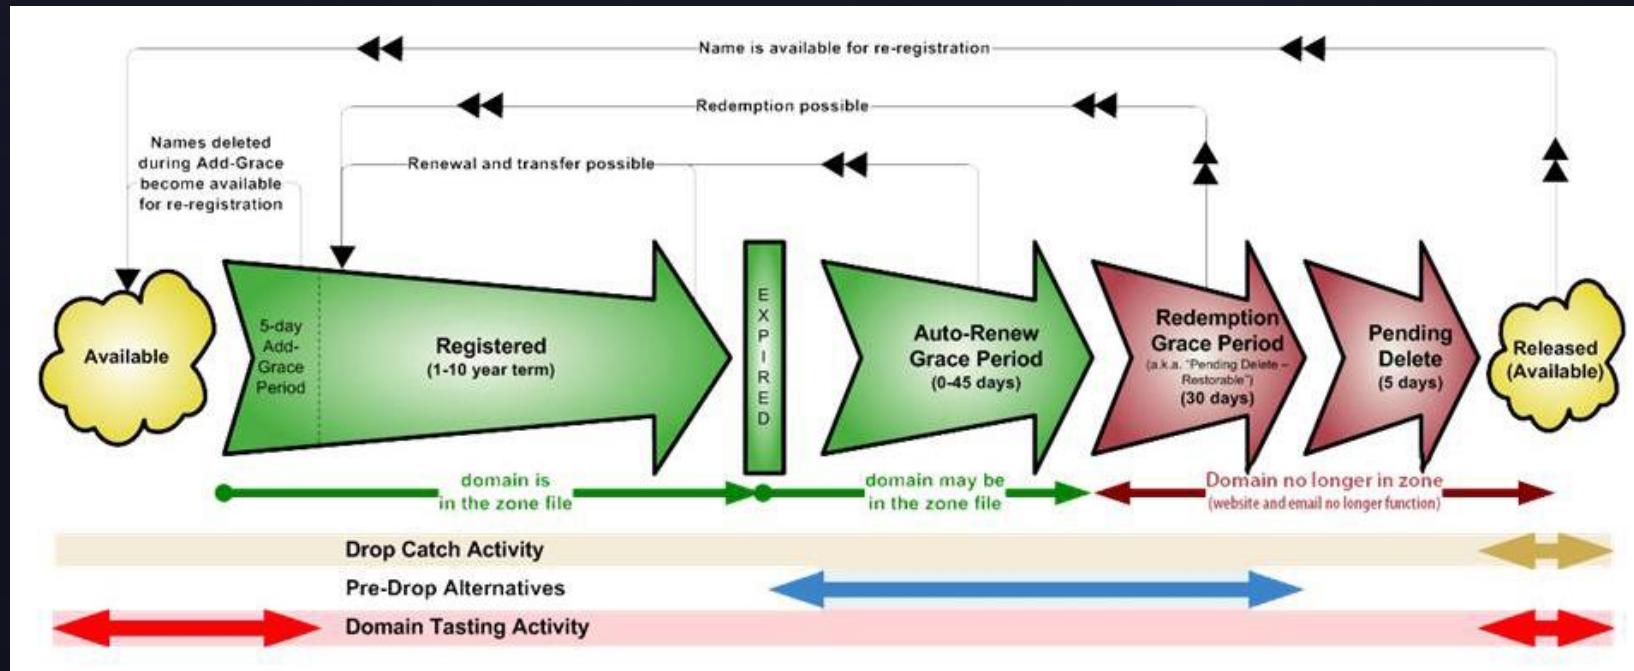 Name is available for re-registration
Redemption possible
Names deleted
during Add-Grace
become available
for re-registration
Renewal and transfer possible
Available
5-day
Add-
Grace
Period
Registered
(1-10 year term)
EXPIRED
Auto-Renew
Grace Period
(0-45 days)
Redemption
Grace Period
(a.k.a. "Pending Delete –
Restorable")
(30 days)
Pending
Delete
(5 days)
Released
(Available)
domain is
in the zone file
domain may be
in the zone file
Domain no longer in zone
(website and email no longer function)
Drop Catch Activity
Pre-Drop Alternatives
Domain Tasting Activity